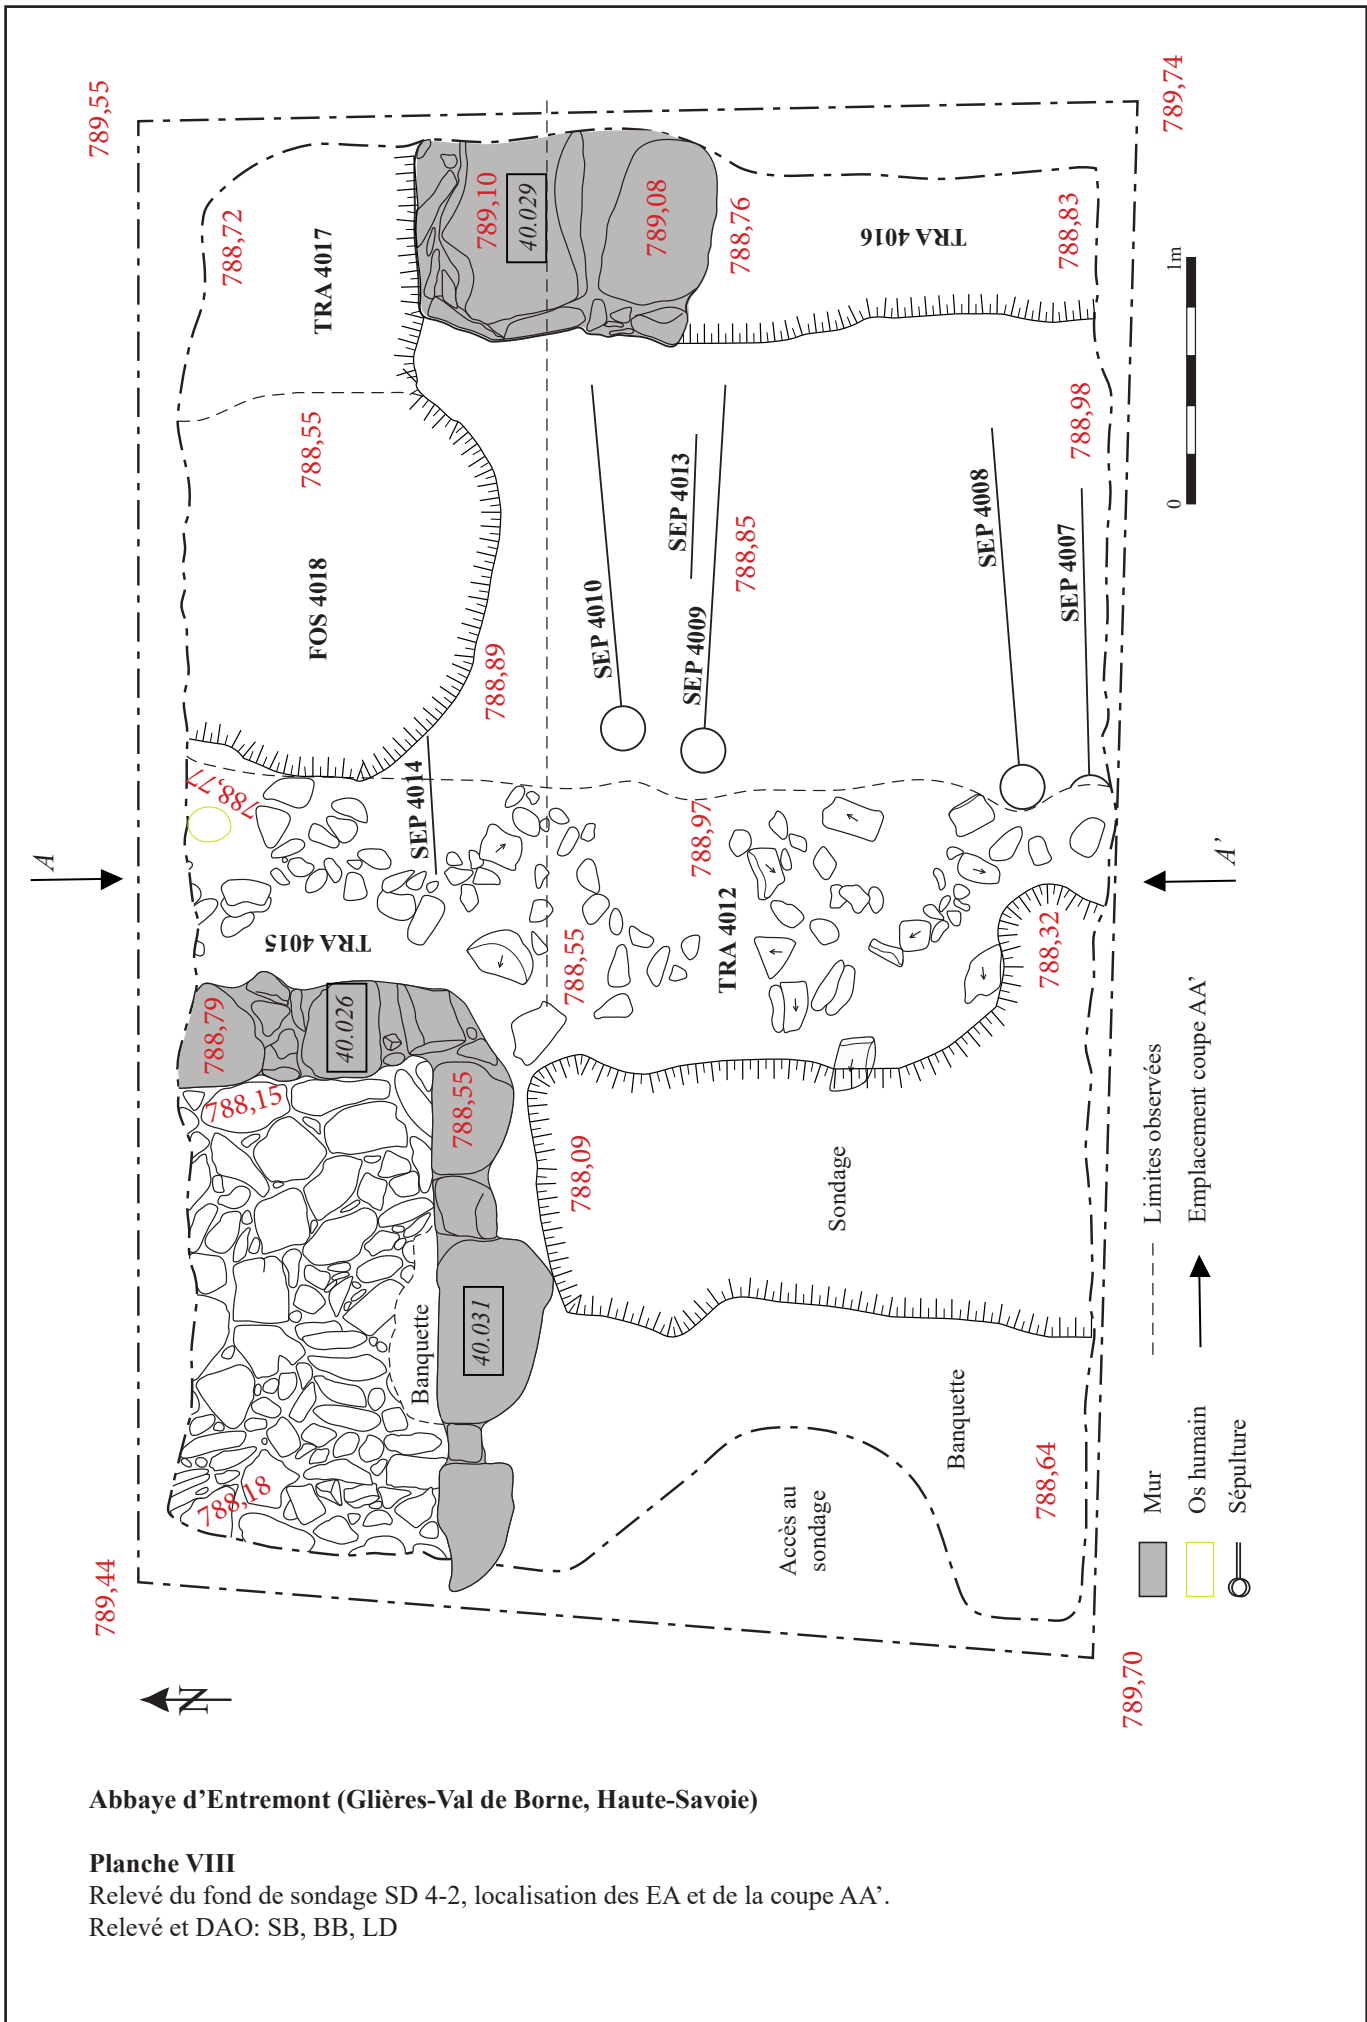 789,55
789,74
788,72
TRA 4017
789,10
40.029
789,08
788,76
TRA 4016
788,83
1m
0
788,55
FOS 4018
788,89
SEP 4010
SEP 4013
SEP 4009
788,85
SEP 4008
788,98
SEP 4007
788,77
SEP 4014
A
A'
TRA 4015
788,97
TRA 4012
788,55
788,32
788,79
40.026
788,15
788,55
788,09
Sondage
Banquette
40.031
788,18
Accès au
sondage
Banquette
788,64
789,44
789,70
N
Limites observées
Emplacement coupe AA’
Mur
Os humain
Sépulture
Abbaye d’Entremont (Glières-Val de Borne, Haute-Savoie)
Planche VIII
Relevé du fond de sondage SD 4-2, localisation des EA et de la coupe AA’.
Relevé et DAO: SB, BB, LD